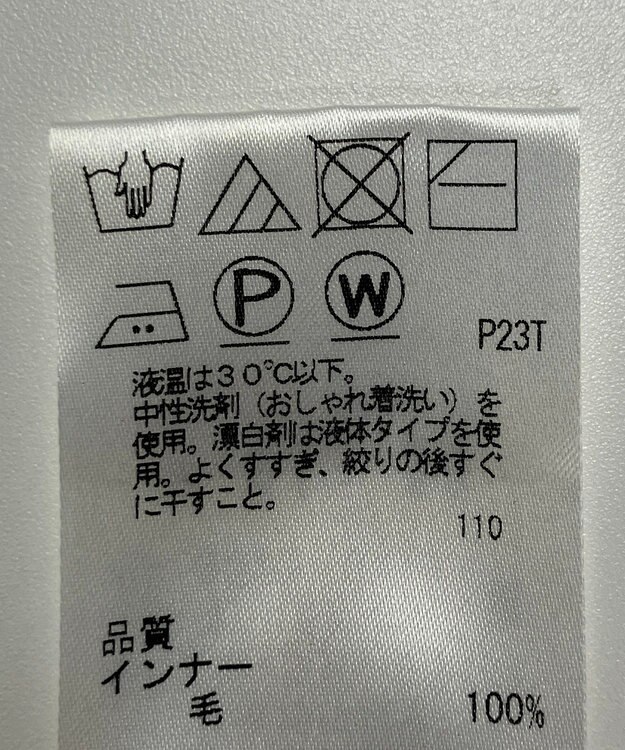 P W P23T
液温は30℃以下。
中性洗剤（おしゃれ着洗い）を
使用。漂白剤は液体タイプを使
用。よくすすぎ、絞りの後すぐ
に干すこと。
110
品質
インナー
毛 100%